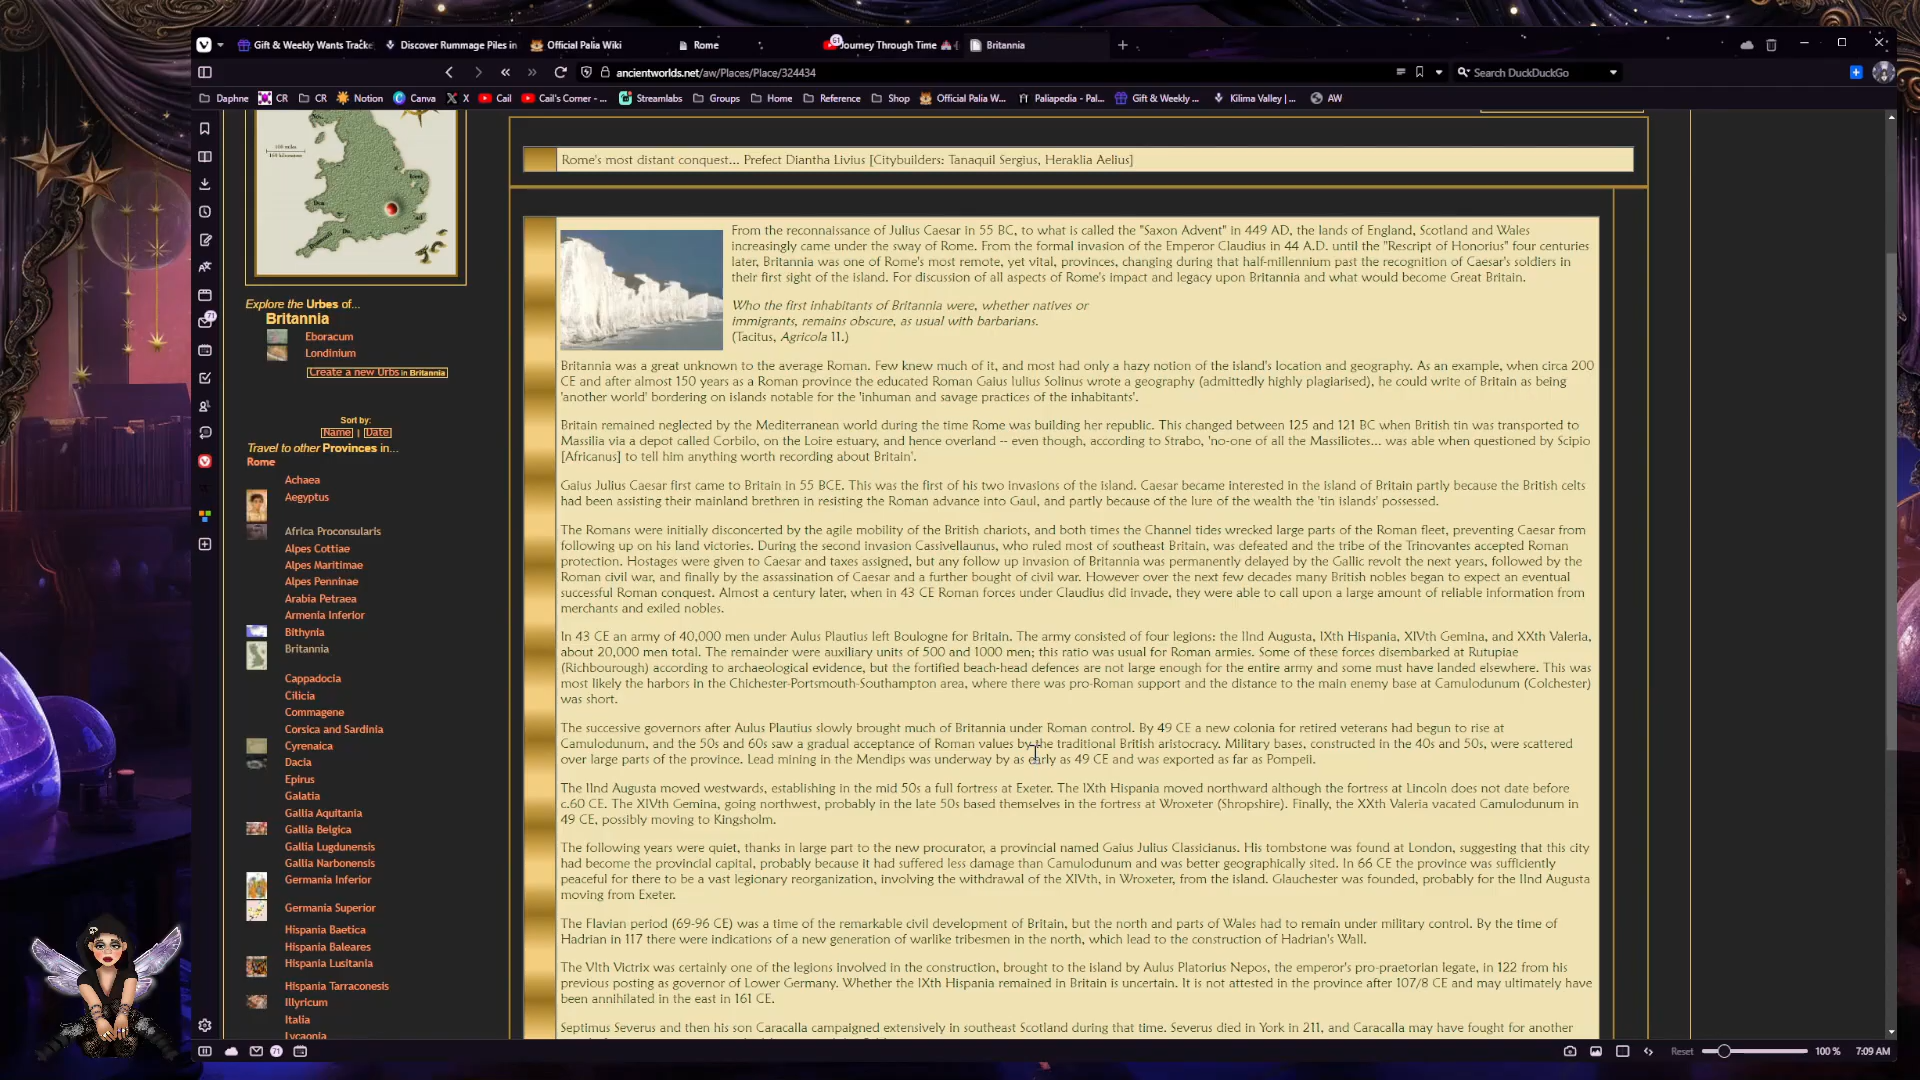 Gift & Weekly Wants Tracke
Discover Rummage Piles in
Official Palia Wiki
Rome
61
Journey Through Time
Britannia
ancientworlds.net/aw/Places/Place/324434
Search DuckDuckGo
Daphne
CR
CR
Notion
Canva
X
Cail
Cail's Corner - ...
Streamlabs
Groups
Home
Reference
Shop
Official Palia W...
Paliapedia - Pal...
Gift & Weekly ...
Kilima Valley | ...
AW
100 miles
Rome's most distant conquest... Prefect Diantha Livius [Citybuilders: Tanaquil Sergius, Heraklia Aelius]
Explore the Urbes of...
Britannia
Eboracum
Londinium
Create a new Urbs in Britannia
Sort by:
[Name] | [Date]
Travel to other Provinces in...
Rome
Achaea
Aegyptus
Africa Proconsularis
Alpes Cottiae
Alpes Maritimae
Alpes Penninae
Arabia Petraea
Armenia Inferior
Bithynia
Britannia
Cappadocia
Cilicia
Commagene
Corsica and Sardinia
Cyrenaica
Dacia
Epirus
Galatia
Gallia Aquitania
Gallia Belgica
Gallia Lugdunensis
Gallia Narbonensis
Germania Inferior
Germania Superior
Hispania Baetica
Hispania Baleares
Hispania Lusitania
Hispania Tarraconesis
Illyricum
Italia
Lycaonia
From the reconnaissance of Julius Caesar in 55 BC, to what is called the "Saxon Advent" in 449 AD, the lands of England, Scotland and Wales
increasingly came under the sway of Rome. From the formal invasion of the Emperor Claudius in 44 A.D. until the "Rescript of Honorius" four centuries
later, Britannia was one of Rome's most remote, yet vital, provinces, changing during that half-millennium past the recognition of Caesar's soldiers in
their first sight of the island. For discussion of all aspects of Rome's impact and legacy upon Britannia and what would become Great Britain.
Who the first inhabitants of Britannia were, whether natives or
immigrants, remains obscure, as usual with barbarians.
(Tacitus, Agricola 11.)
Britannia was a great unknown to the average Roman. Few knew much of it, and most had only a hazy notion of the island's location and geography. As an example, when circa 200
CE and after almost 150 years as a Roman province the educated Roman Gaius Iulius Solinus wrote a geography (admittedly highly plagiarised), he could write of Britain as being
'another world' bordering on islands notable for the 'inhuman and savage practices of the inhabitants'.
Britain remained neglected by the Mediterranean world during the time Rome was building her republic. This changed between 125 and 121 BC when British tin was transported to
Massilia via a depot called Corbilo, on the Loire estuary, and hence overland -- even though, according to Strabo, 'no-one of all the Massiliotes... was able when questioned by Scipio
[Africanus] to tell him anything worth recording about Britain'.
Gaius Julius Caesar first came to Britain in 55 BCE. This was the first of his two invasions of the island. Caesar became interested in the island of Britain partly because the British celts
had been assisting their mainland brethren in resisting the Roman advance into Gaul, and partly because of the lure of the wealth the 'tin islands' possessed.
The Romans were initially disconcerted by the agile mobility of the British chariots, and both times the Channel tides wrecked large parts of the Roman fleet, preventing Caesar from
following up on his land victories. During the second invasion Cassivellaunus, who ruled most of southeast Britain, was defeated and the tribe of the Trinovantes accepted Roman
protection. Hostages were given to Caesar and taxes assigned, but any follow up invasion of Britannia was permanently delayed by the Gallic revolt the next years, followed by the
Roman civil war, and finally by the assassination of Caesar and a further bought of civil war. However over the next few decades many British nobles began to expect an eventual
successful Roman conquest. Almost a century later, when in 43 CE Roman forces under Claudius did invade, they were able to call upon a large amount of reliable information from
merchants and exiled nobles.
In 43 CE an army of 40,000 men under Aulus Plautius left Boulogne for Britain. The army consisted of four legions: the IInd Augusta, IXth Hispania, XIVth Gemina, and XXth Valeria,
about 20,000 men total. The remainder were auxiliary units of 500 and 1000 men; this ratio was usual for Roman armies. Some of these forces disembarked at Rutupiae
(Richbourough) according to archaeological evidence, but the fortified beach-head defences are not large enough for the entire army and some must have landed elsewhere. This was
most likely the harbors in the Chichester-Portsmouth-Southampton area, where there was pro-Roman support and the distance to the main enemy base at Camulodunum (Colchester)
was short.
The successive governors after Aulus Plautius slowly brought much of Britannia under Roman control. By 49 CE a new colonia for retired veterans had begun to rise at
Camulodunum, and the 50s and 60s saw a gradual acceptance of Roman values by the traditional British aristocracy. Military bases, constructed in the 40s and 50s, were scattered
over large parts of the province. Lead mining in the Mendips was underway by as early as 49 CE and was exported as far as Pompeii.
The IInd Augusta moved westwards, establishing in the mid 50s a full fortress at Exeter. The IXth Hispania moved northward although the fortress at Lincoln does not date before
c.60 CE. The XIVth Gemina, going northwest, probably in the late 50s based themselves in the fortress at Wroxeter (Shropshire). Finally, the XXth Valeria vacated Camulodunum in
49 CE, possibly moving to Kingsholm.
The following years were quiet, thanks in large part to the new procurator, a provincial named Gaius Julius Classicianus. His tombstone was found at London, suggesting that this city
had become the provincial capital, probably because it had suffered less damage than Camulodunum and was better geographically sited. In 66 CE the province was sufficiently
peaceful for there to be a vast legionary reorganization, involving the withdrawal of the XIVth, in Wroxeter, from the island. Glauchester was founded, probably for the IInd Augusta
moving from Exeter.
The Flavian period (69-96 CE) was a time of the remarkable civil development of Britain, but the north and parts of Wales had to remain under military control. By the time of
Hadrian in 117 there were indications of a new generation of warlike tribesmen in the north, which lead to the construction of Hadrian's Wall.
The VIth Victrix was certainly one of the legions involved in the construction, brought to the island by Aulus Platorius Nepos, the emperor's pro-praetorian legate, in 122 from his
previous posting as governor of Lower Germany. Whether the IXth Hispania remained in Britain is uncertain. It is not attested in the province after 107/8 CE and may ultimately have
been annihilated in the east in 161 CE.
Septimus Severus and then his son Caracalla campaigned extensively in southeast Scotland during that time. Severus died in York in 211, and Caracalla may have fought for another
71
71
Reset
100 %
7:09 AM